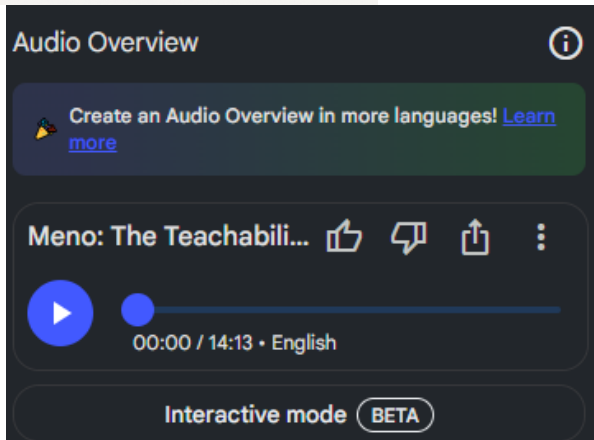 Audio Overview
Create an Audio Overview in more languages! Learn
more
Meno: The Teachabili...
00:00 / 14:13 • English
Interactive mode BETA